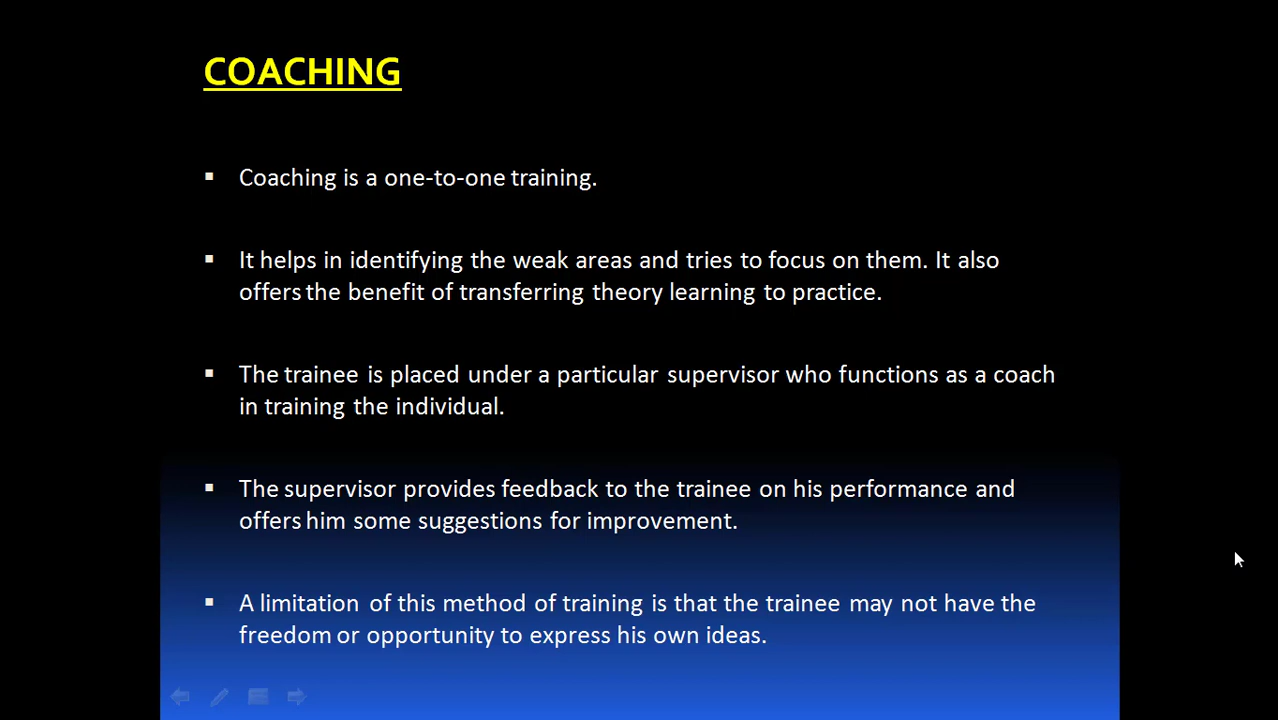 COACHING
▪ Coaching is a one-to-one training.
▪ It helps in identifying the weak areas and tries to focus on them. It also
offers the benefit of transferring theory learning to practice.
▪ The trainee is placed under a particular supervisor who functions as a coach
in training the individual.
▪ The supervisor provides feedback to the trainee on his performance and
offers him some suggestions for improvement.
▪ A limitation of this method of training is that the trainee may not have the
freedom or opportunity to express his own ideas.